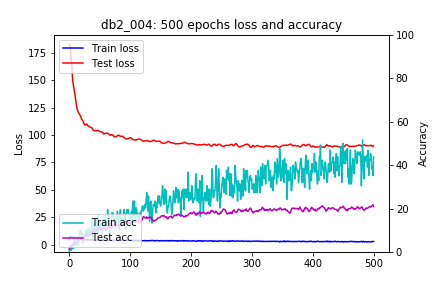 db2_004: 500 epochs loss and accuracy
Train loss
Test loss
Train acc
Test acc
Loss
Accuracy
175
150
125
100
75
50
25
0
100
80
60
40
20
0
0
100
200
300
400
500